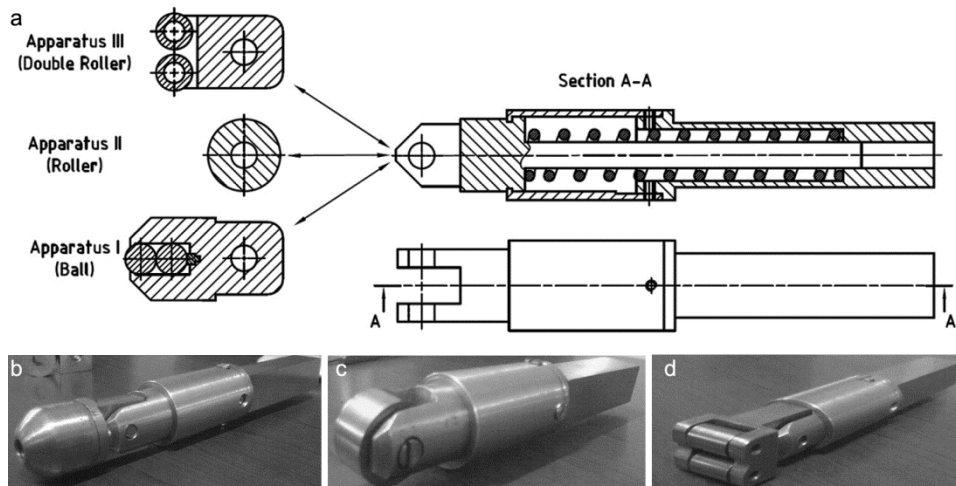 a
Apparatus III
(Double Roller)
Section A-A
Apparatus II
(Roller)
Apparatus I
(Ball)
A
A
b
c
d